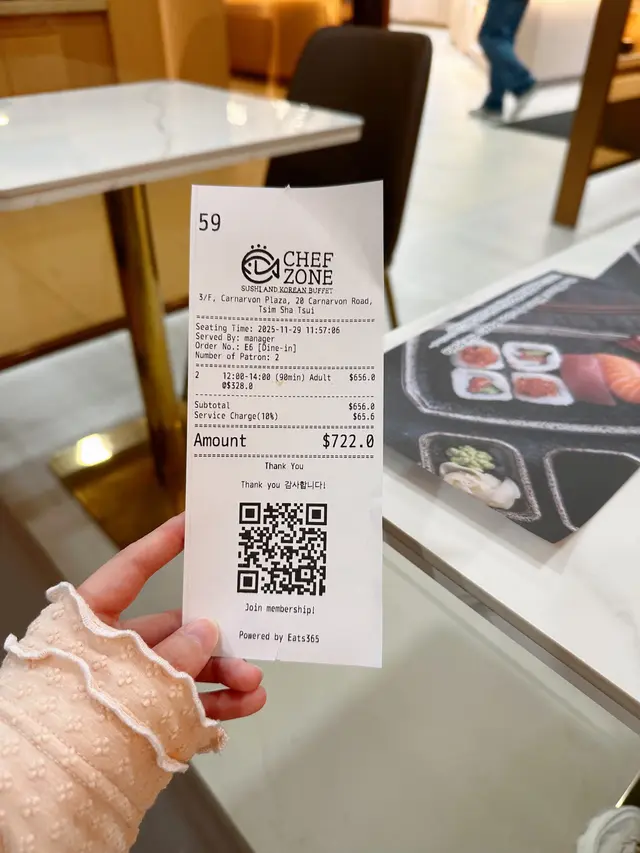 59
CHEF
ZONE
SUSHI AND KOREAN BUFFET
3/F, Carnarvon Plaza, 20 Carnarvon Road,
Tsim Sha Tsui
Seating Time: 2025-11-29 11:57:06
Served By: manager
Order No.: E6 [Dine-in]
Number of Patron: 2
2 12:00-14:00 (90min) Adult $656.0
@$328.0
Subtotal $656.0
Service Charge(10%) $65.6
Amount $722.0
Thank You
Thank you 감사합니다!
Join membership!
Powered by Eats365